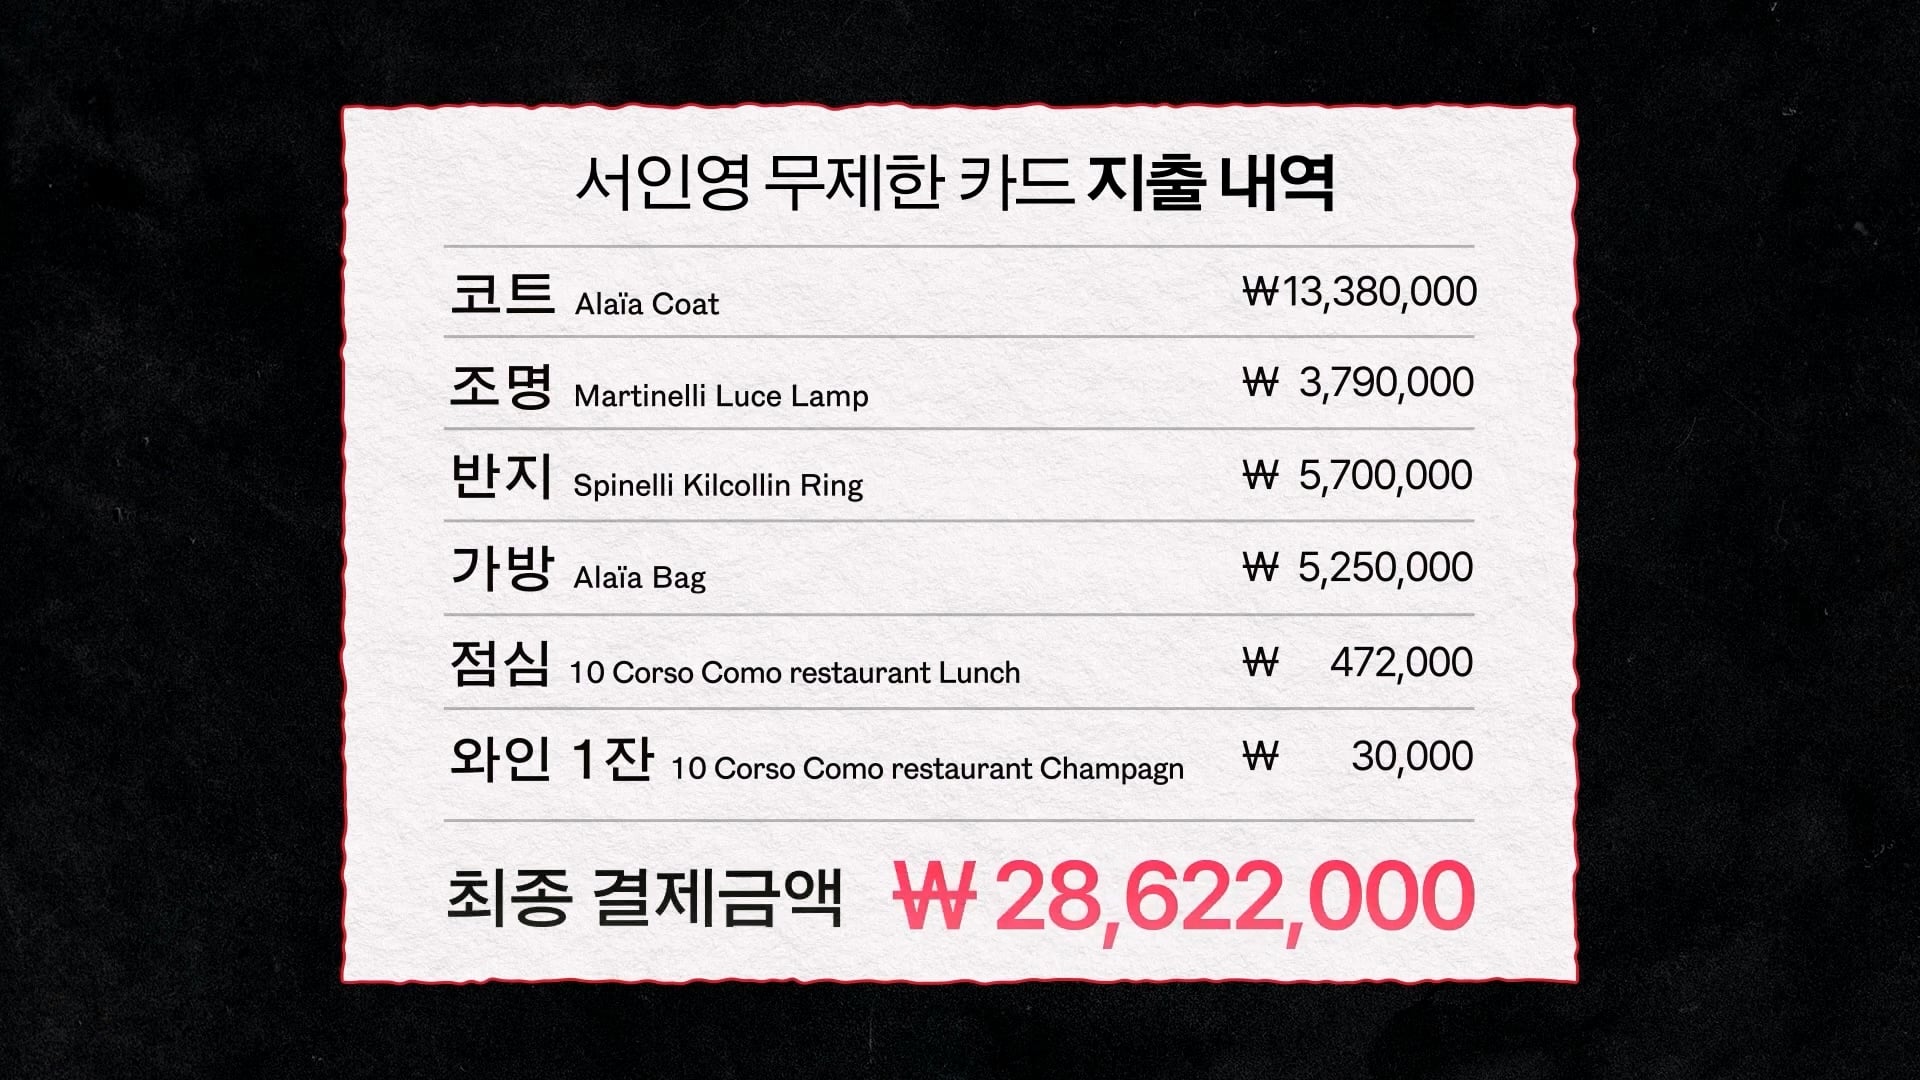 서인영 무제한 카드 지출 내역
코트 Alaïa Coat ₩13,380,000
조명 Martinelli Luce Lamp ₩ 3,790,000
반지 Spinelli Kilcollin Ring ₩ 5,700,000
가방 Alaïa Bag ₩ 5,250,000
점심 10 Corso Como restaurant Lunch ₩ 472,000
와인 1잔 10 Corso Como restaurant Champagn ₩ 30,000
최종 결제금액 ₩ 28,622,000